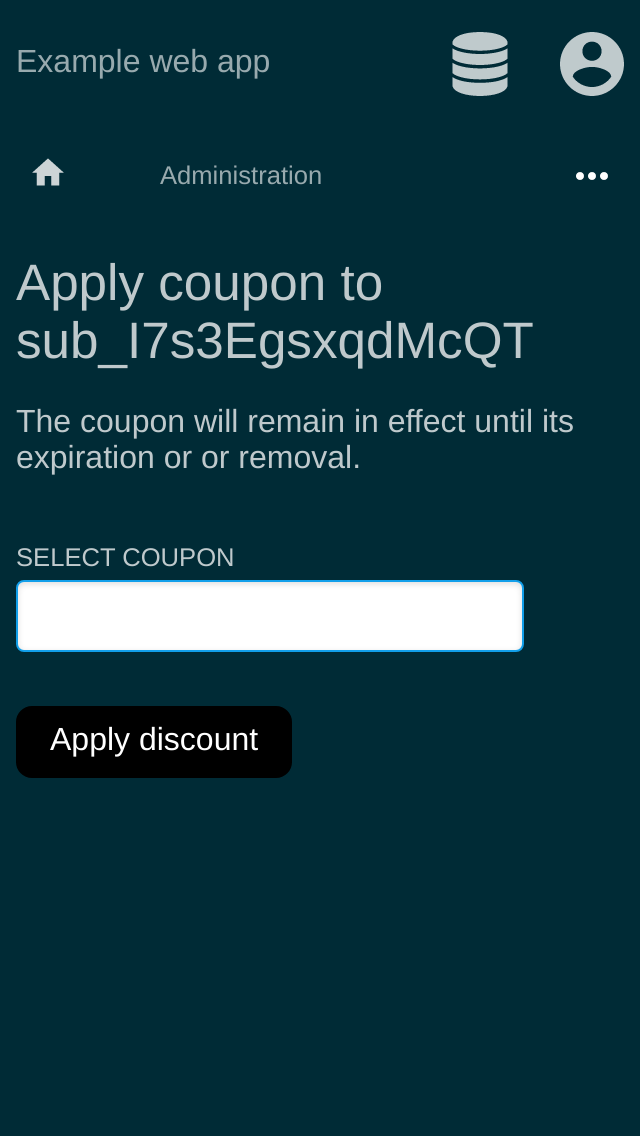 Example web app
Administration
Apply coupon to
sub_I7s3EgsxqdMcQT
The coupon will remain in effect until its
expiration or or removal.
SELECT COUPON
Apply discount